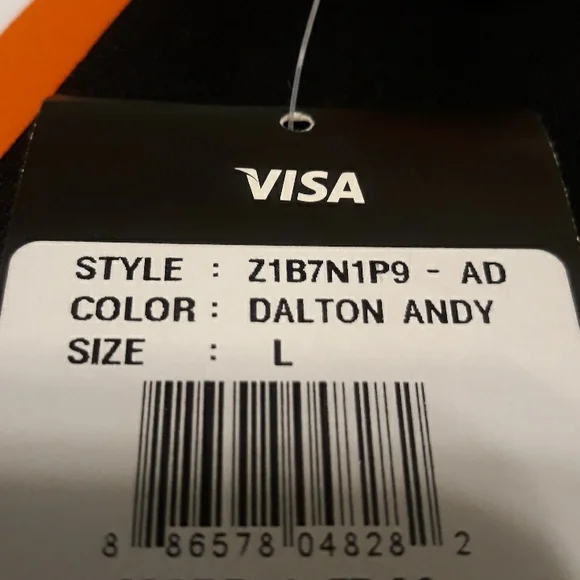 VISA
STYLE : Z1B7N1P9 - AD
COLOR : DALTON ANDY
SIZE : L
8 86578 04828 2